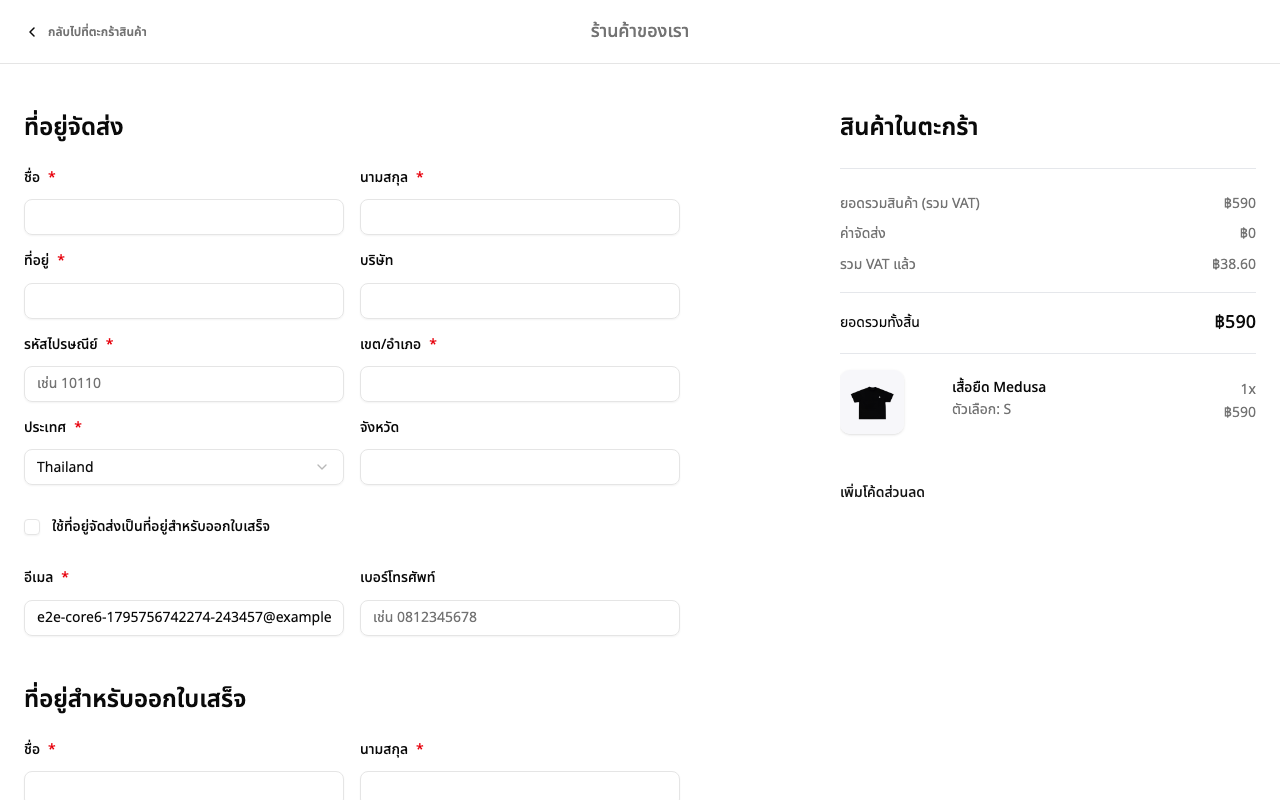 กลับไปที่ตะกร้าสินค้า
ร้านค้าของเรา
ที่อยู่จัดส่ง
ชื่อ *
นามสกุล *
ที่อยู่ *
บริษัท
รหัสไปรษณีย์ *
เขต/อำเภอ *
เช่น 10110
ประเทศ *
จังหวัด
Thailand
ใช้ที่อยู่จัดส่งเป็นที่อยู่สำหรับออกใบเสร็จ
อีเมล *
เบอร์โทรศัพท์
e2e-core6-1795756742274-243457@example
เช่น 0812345678
ที่อยู่สำหรับออกใบเสร็จ
ชื่อ *
นามสกุล *
สินค้าในตะกร้า
ยอดรวมสินค้า (รวม VAT) ฿590
ค่าจัดส่ง ฿0
รวม VAT แล้ว ฿38.60
ยอดรวมทั้งสิ้น ฿590
เสื้อยืด Medusa 1x
ตัวเลือก: S ฿590
เพิ่มโค้ดส่วนลด